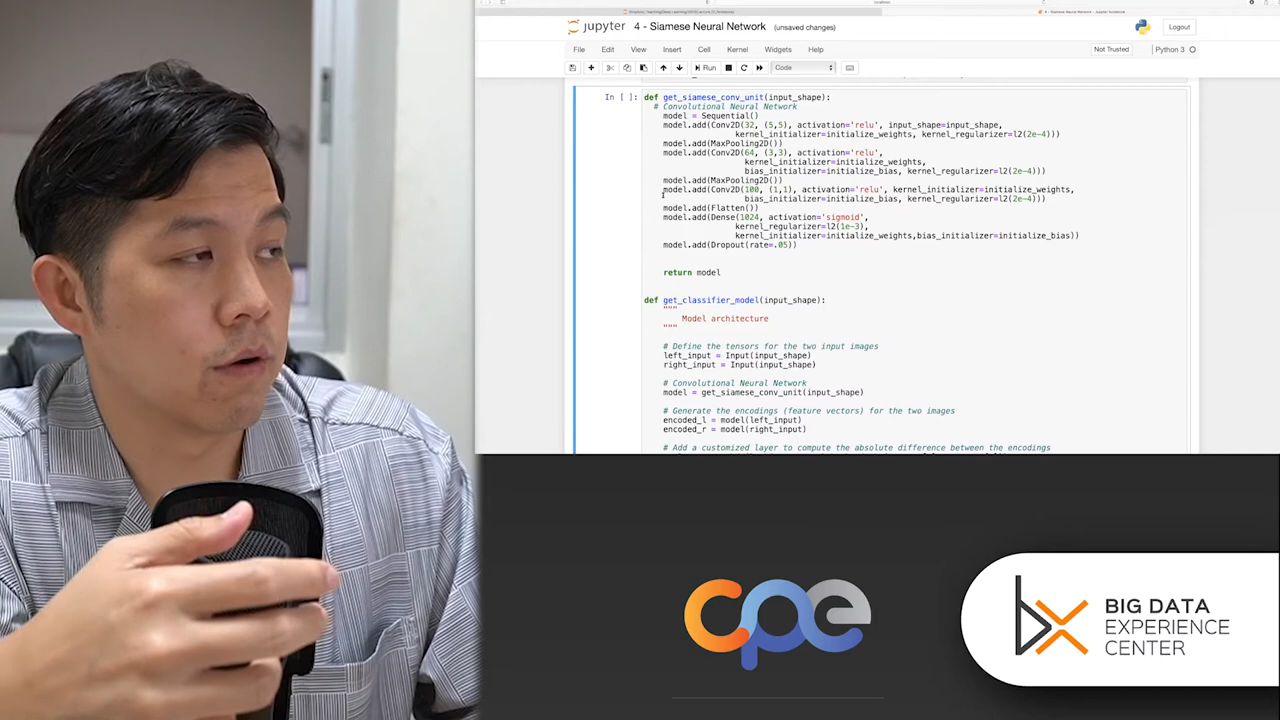 jupyter 4 - Siamese Neural Network (unsaved changes) Logout
File Edit View Insert Cell Kernel Widgets Help Not Trusted Python 3
Run Code
In [ ]: def get_siamese_conv_unit(input_shape):
# Convolutional Neural Network
model = Sequential()
model.add(Conv2D(32, (5,5), activation='relu', input_shape=input_shape,
kernel_initializer=initialize_weights, kernel_regularizer=l2(2e-4)))
model.add(MaxPooling2D())
model.add(Conv2D(64, (3,3), activation='relu',
kernel_initializer=initialize_weights,
bias_initializer=initialize_bias, kernel_regularizer=l2(2e-4)))
model.add(MaxPooling2D())
model.add(Conv2D(100, (1,1), activation='relu', kernel_initializer=initialize_weights,
bias_initializer=initialize_bias, kernel_regularizer=l2(2e-4)))
model.add(Flatten())
model.add(Dense(1024, activation='sigmoid',
kernel_regularizer=l2(1e-3),
kernel_initializer=initialize_weights,bias_initializer=initialize_bias))
model.add(Dropout(rate=.05))
return model
def get_classifier_model(input_shape):
"""
Model architecture
"""
# Define the tensors for the two input images
left_input = Input(input_shape)
right_input = Input(input_shape)
# Convolutional Neural Network
model = get_siamese_conv_unit(input_shape)
# Generate the encodings (feature vectors) for the two images
encoded_l = model(left_input)
encoded_r = model(right_input)
# Add a customized layer to compute the absolute difference between the encodings
cpe
bx
BIG DATA
EXPERIENCE
CENTER